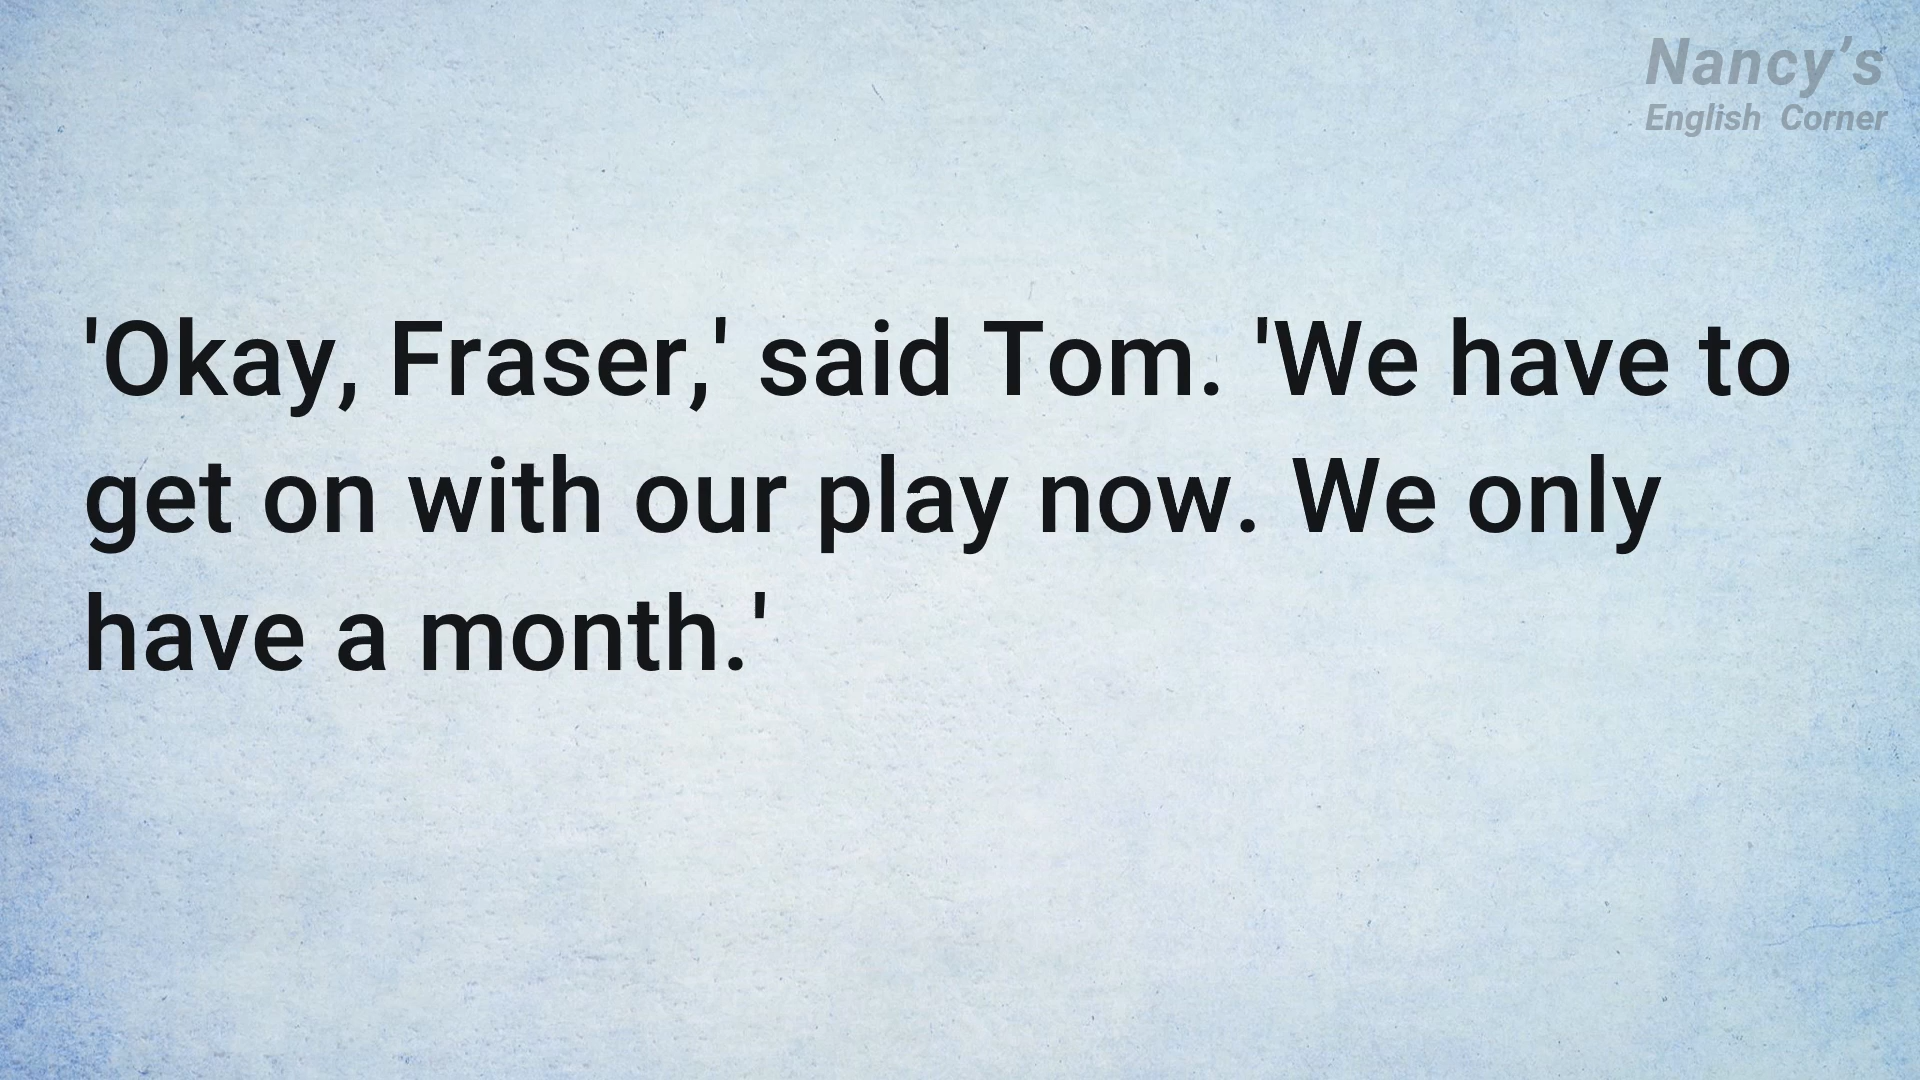 Nancy’s
English Corner
'Okay, Fraser,' said Tom. 'We have to
get on with our play now. We only
have a month.'